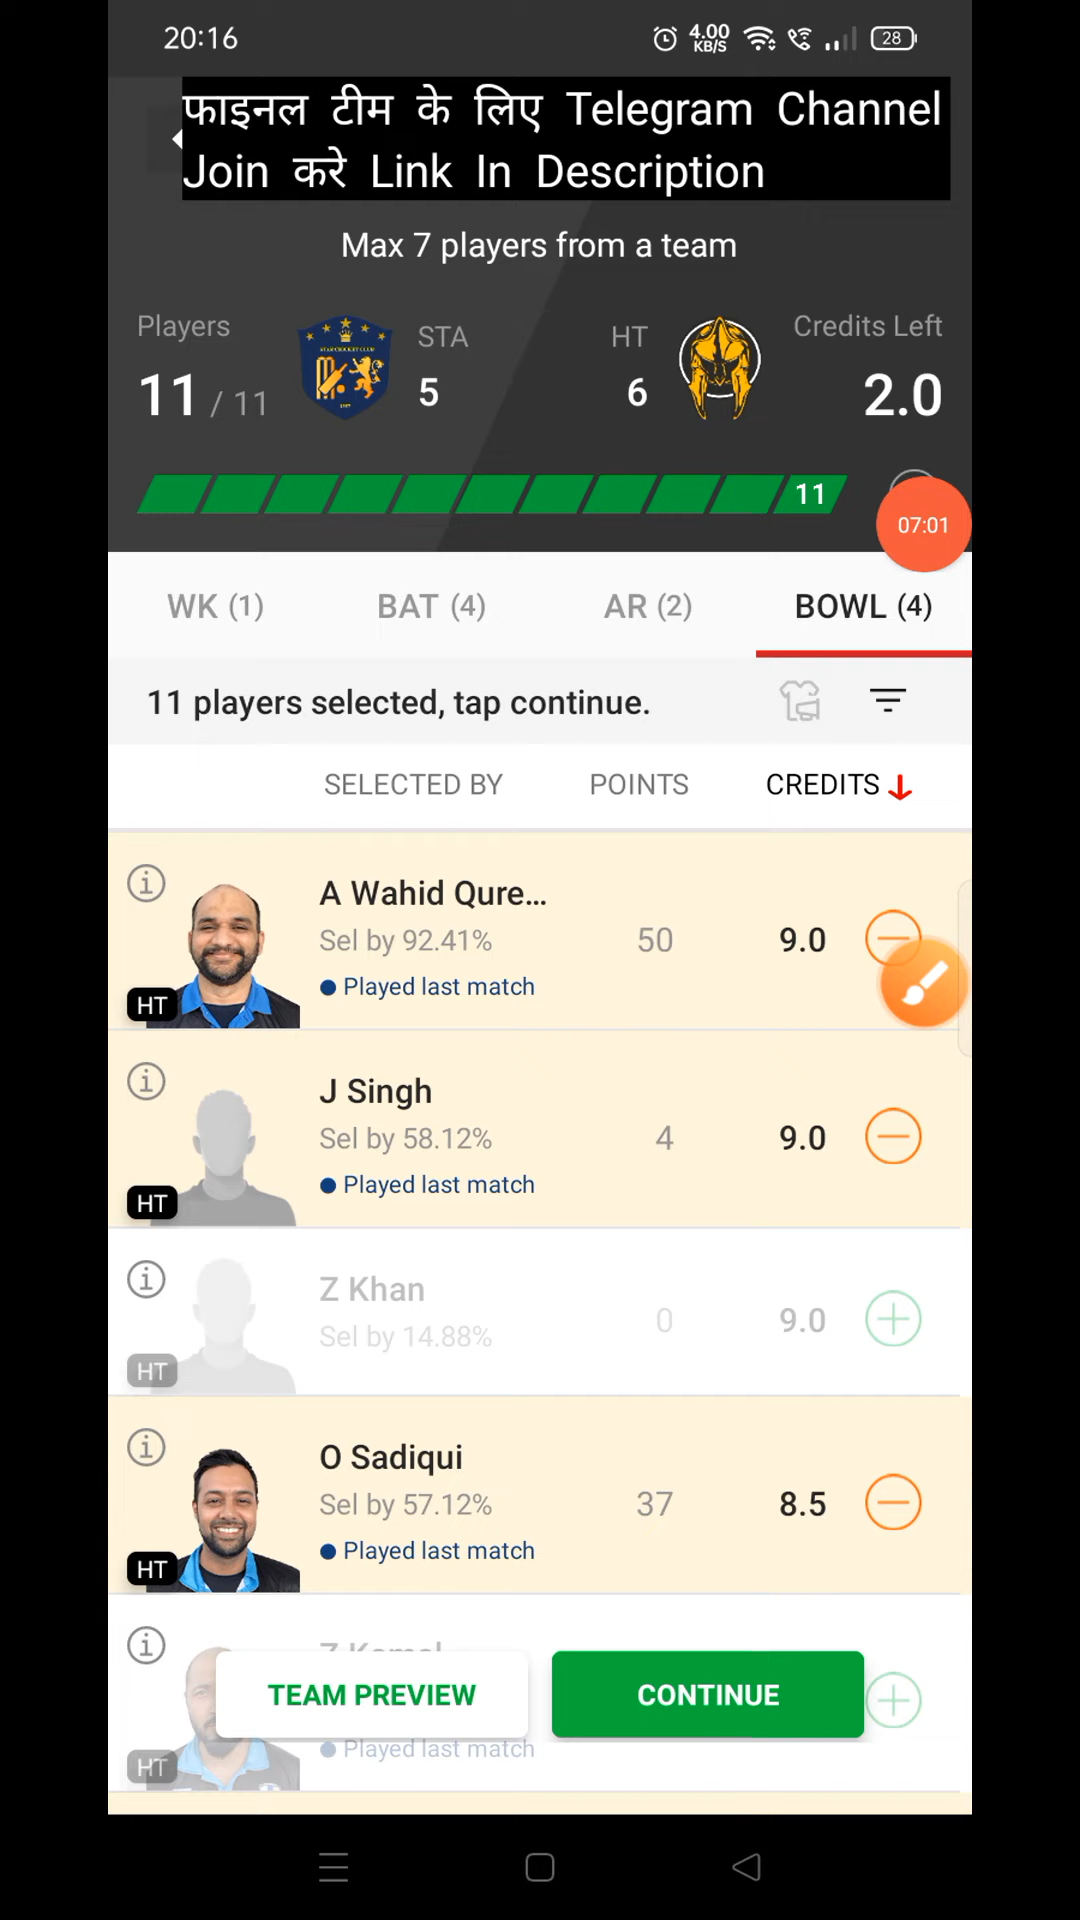 20:16
4.00
KB/S
28
फाइनल टीम के लिए Telegram Channel
Join करे Link In Description
Max 7 players from a team
Players
STA
HT
Credits Left
11 / 11
5
6
2.0
STAR CRICKET CLUB
11
07:01
WK (1)
BAT (4)
AR (2)
BOWL (4)
11 players selected, tap continue.
SELECTED BY
POINTS
CREDITS
A Wahid Qure...
Sel by 92.41%
50
9.0
Played last match
HT
J Singh
Sel by 58.12%
4
9.0
Played last match
HT
Z Khan
Sel by 14.88%
0
9.0
HT
O Sadiqui
Sel by 57.12%
37
8.5
Played last match
HT
TEAM PREVIEW
CONTINUE
Played last match
HT